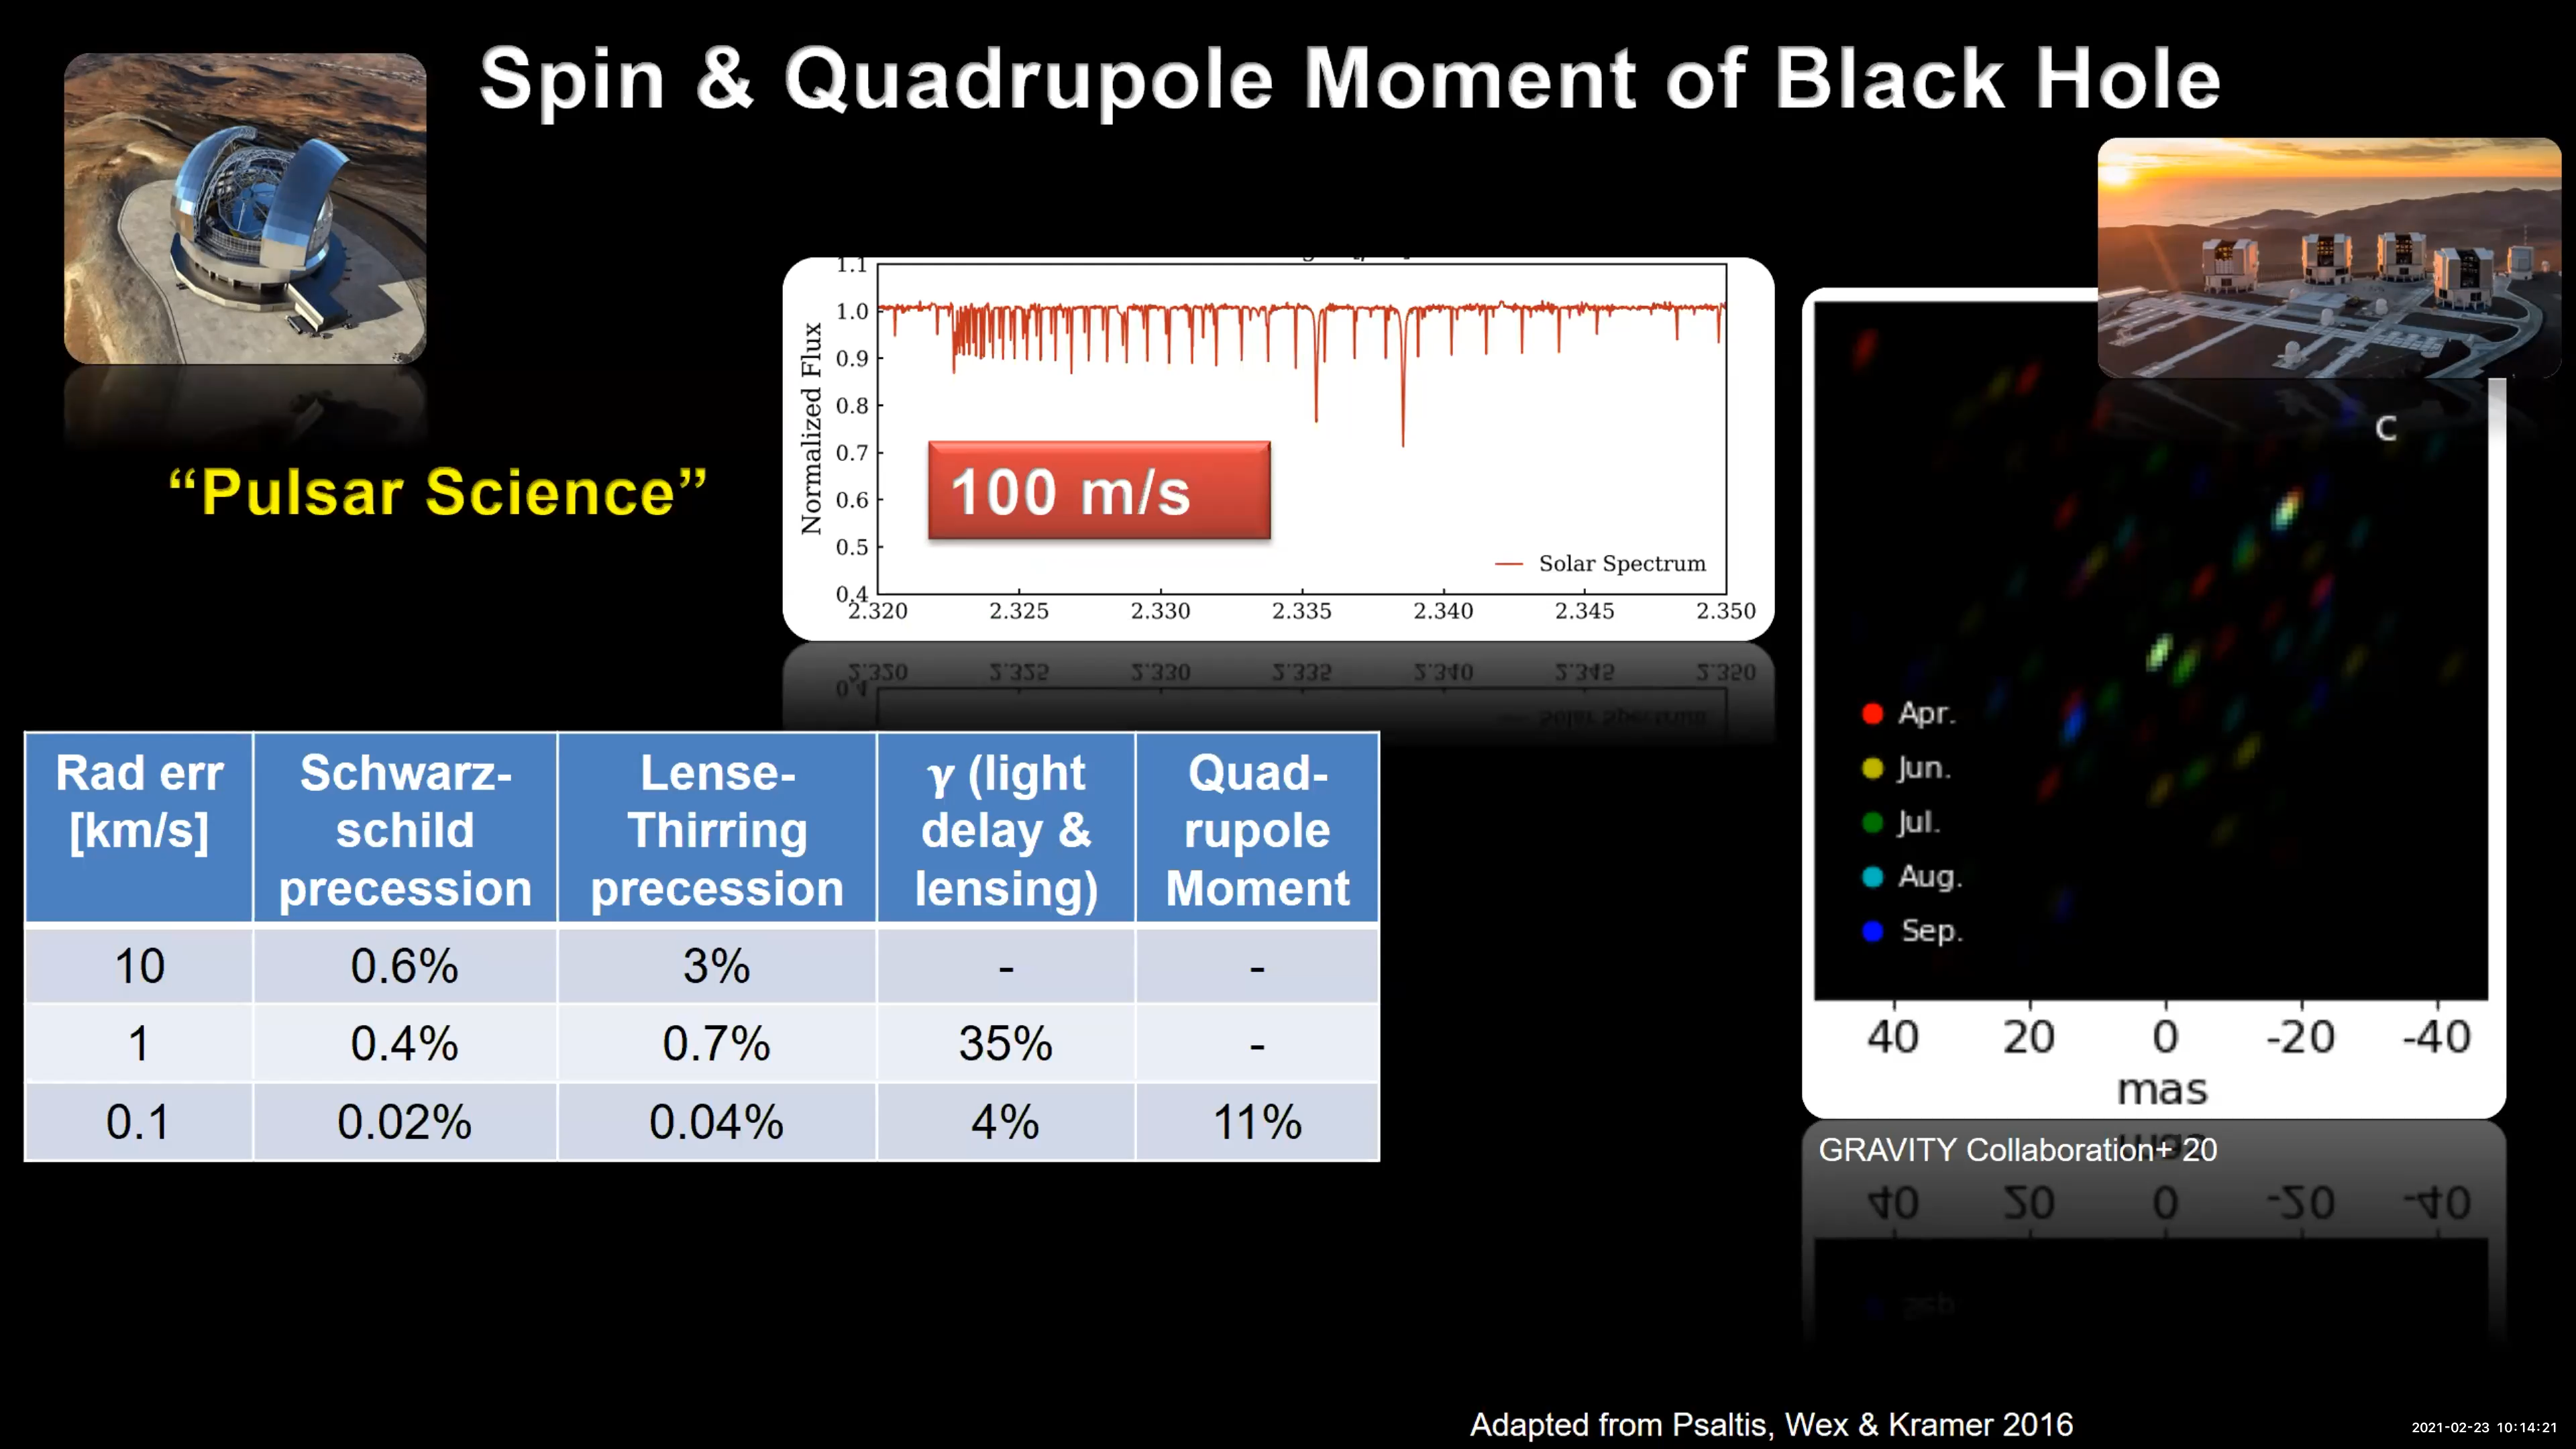 Spin & Quadrupole Moment of Black Hole
“Pulsar Science”
1.1
1.0
0.9
0.8
0.7
0.6
0.5
0.4
Normalized Flux
100 m/s
Solar Spectrum
2.320 2.325 2.330 2.335 2.340 2.345 2.350
C
Apr.
Jun.
Jul.
Aug.
Sep.
40 20 0 -20 -40
mas
GRAVITY Collaboration+ 20
Rad err [km/s] Schwarz-schild precession Lense-Thirring precession γ (light delay & lensing) Quad-rupole Moment
10 0.6% 3% - -
1 0.4% 0.7% 35% -
0.1 0.02% 0.04% 4% 11%
Adapted from Psaltis, Wex & Kramer 2016
2021-02-23 10:14:21